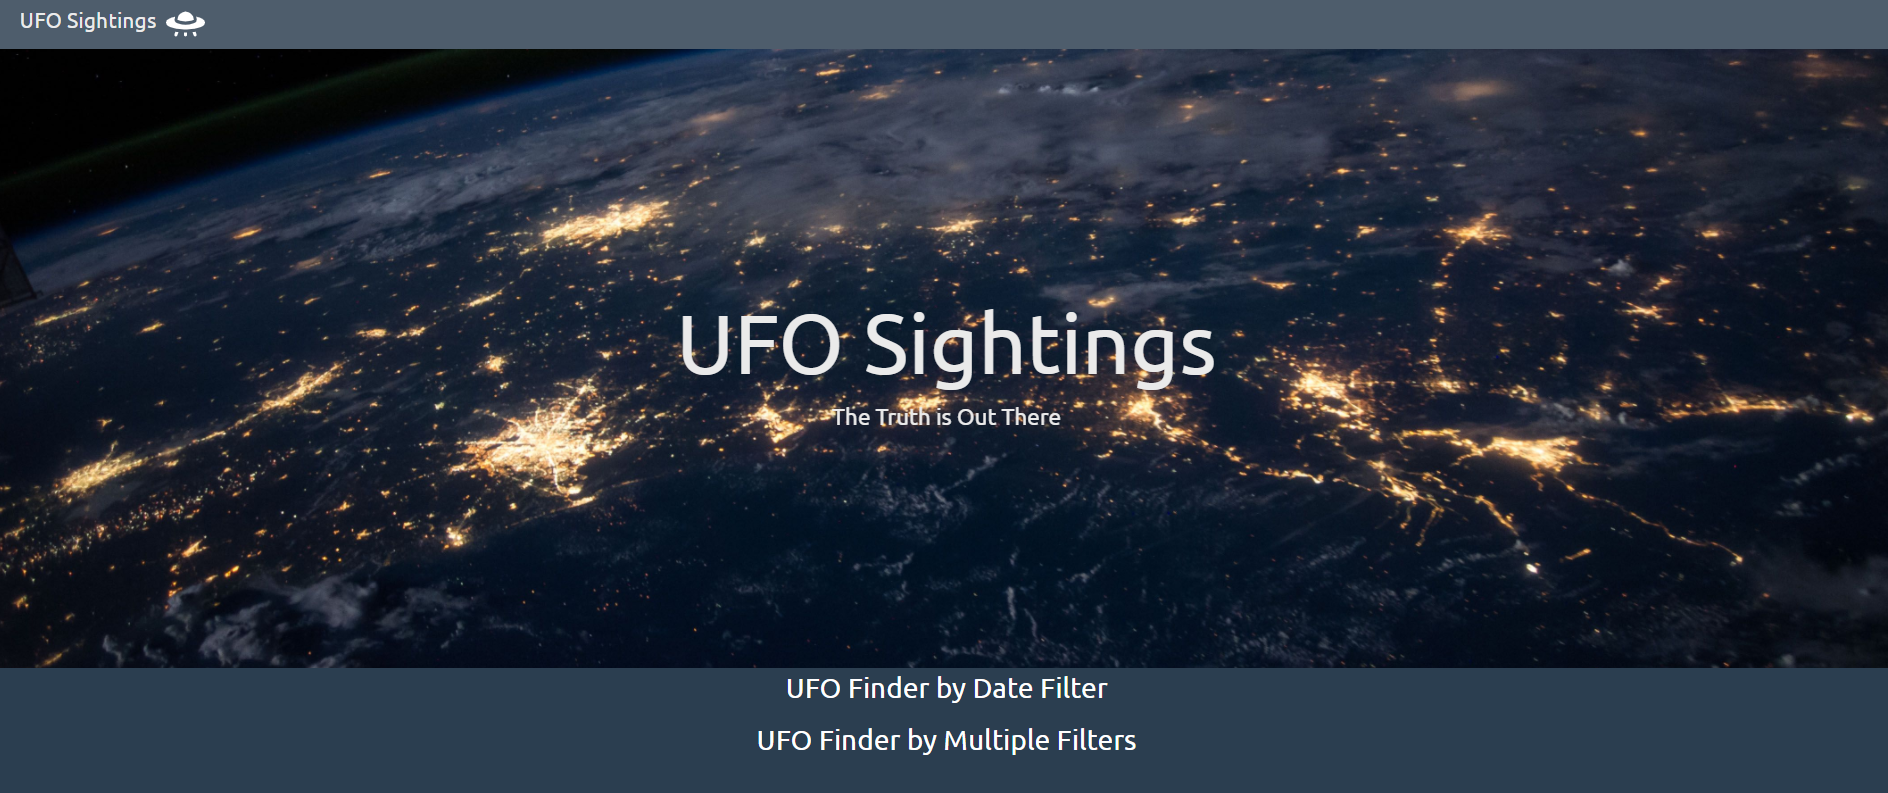 UFO Sightings
UFO Sightings
The Truth is Out There
UFO Finder by Date Filter
UFO Finder by Multiple Filters